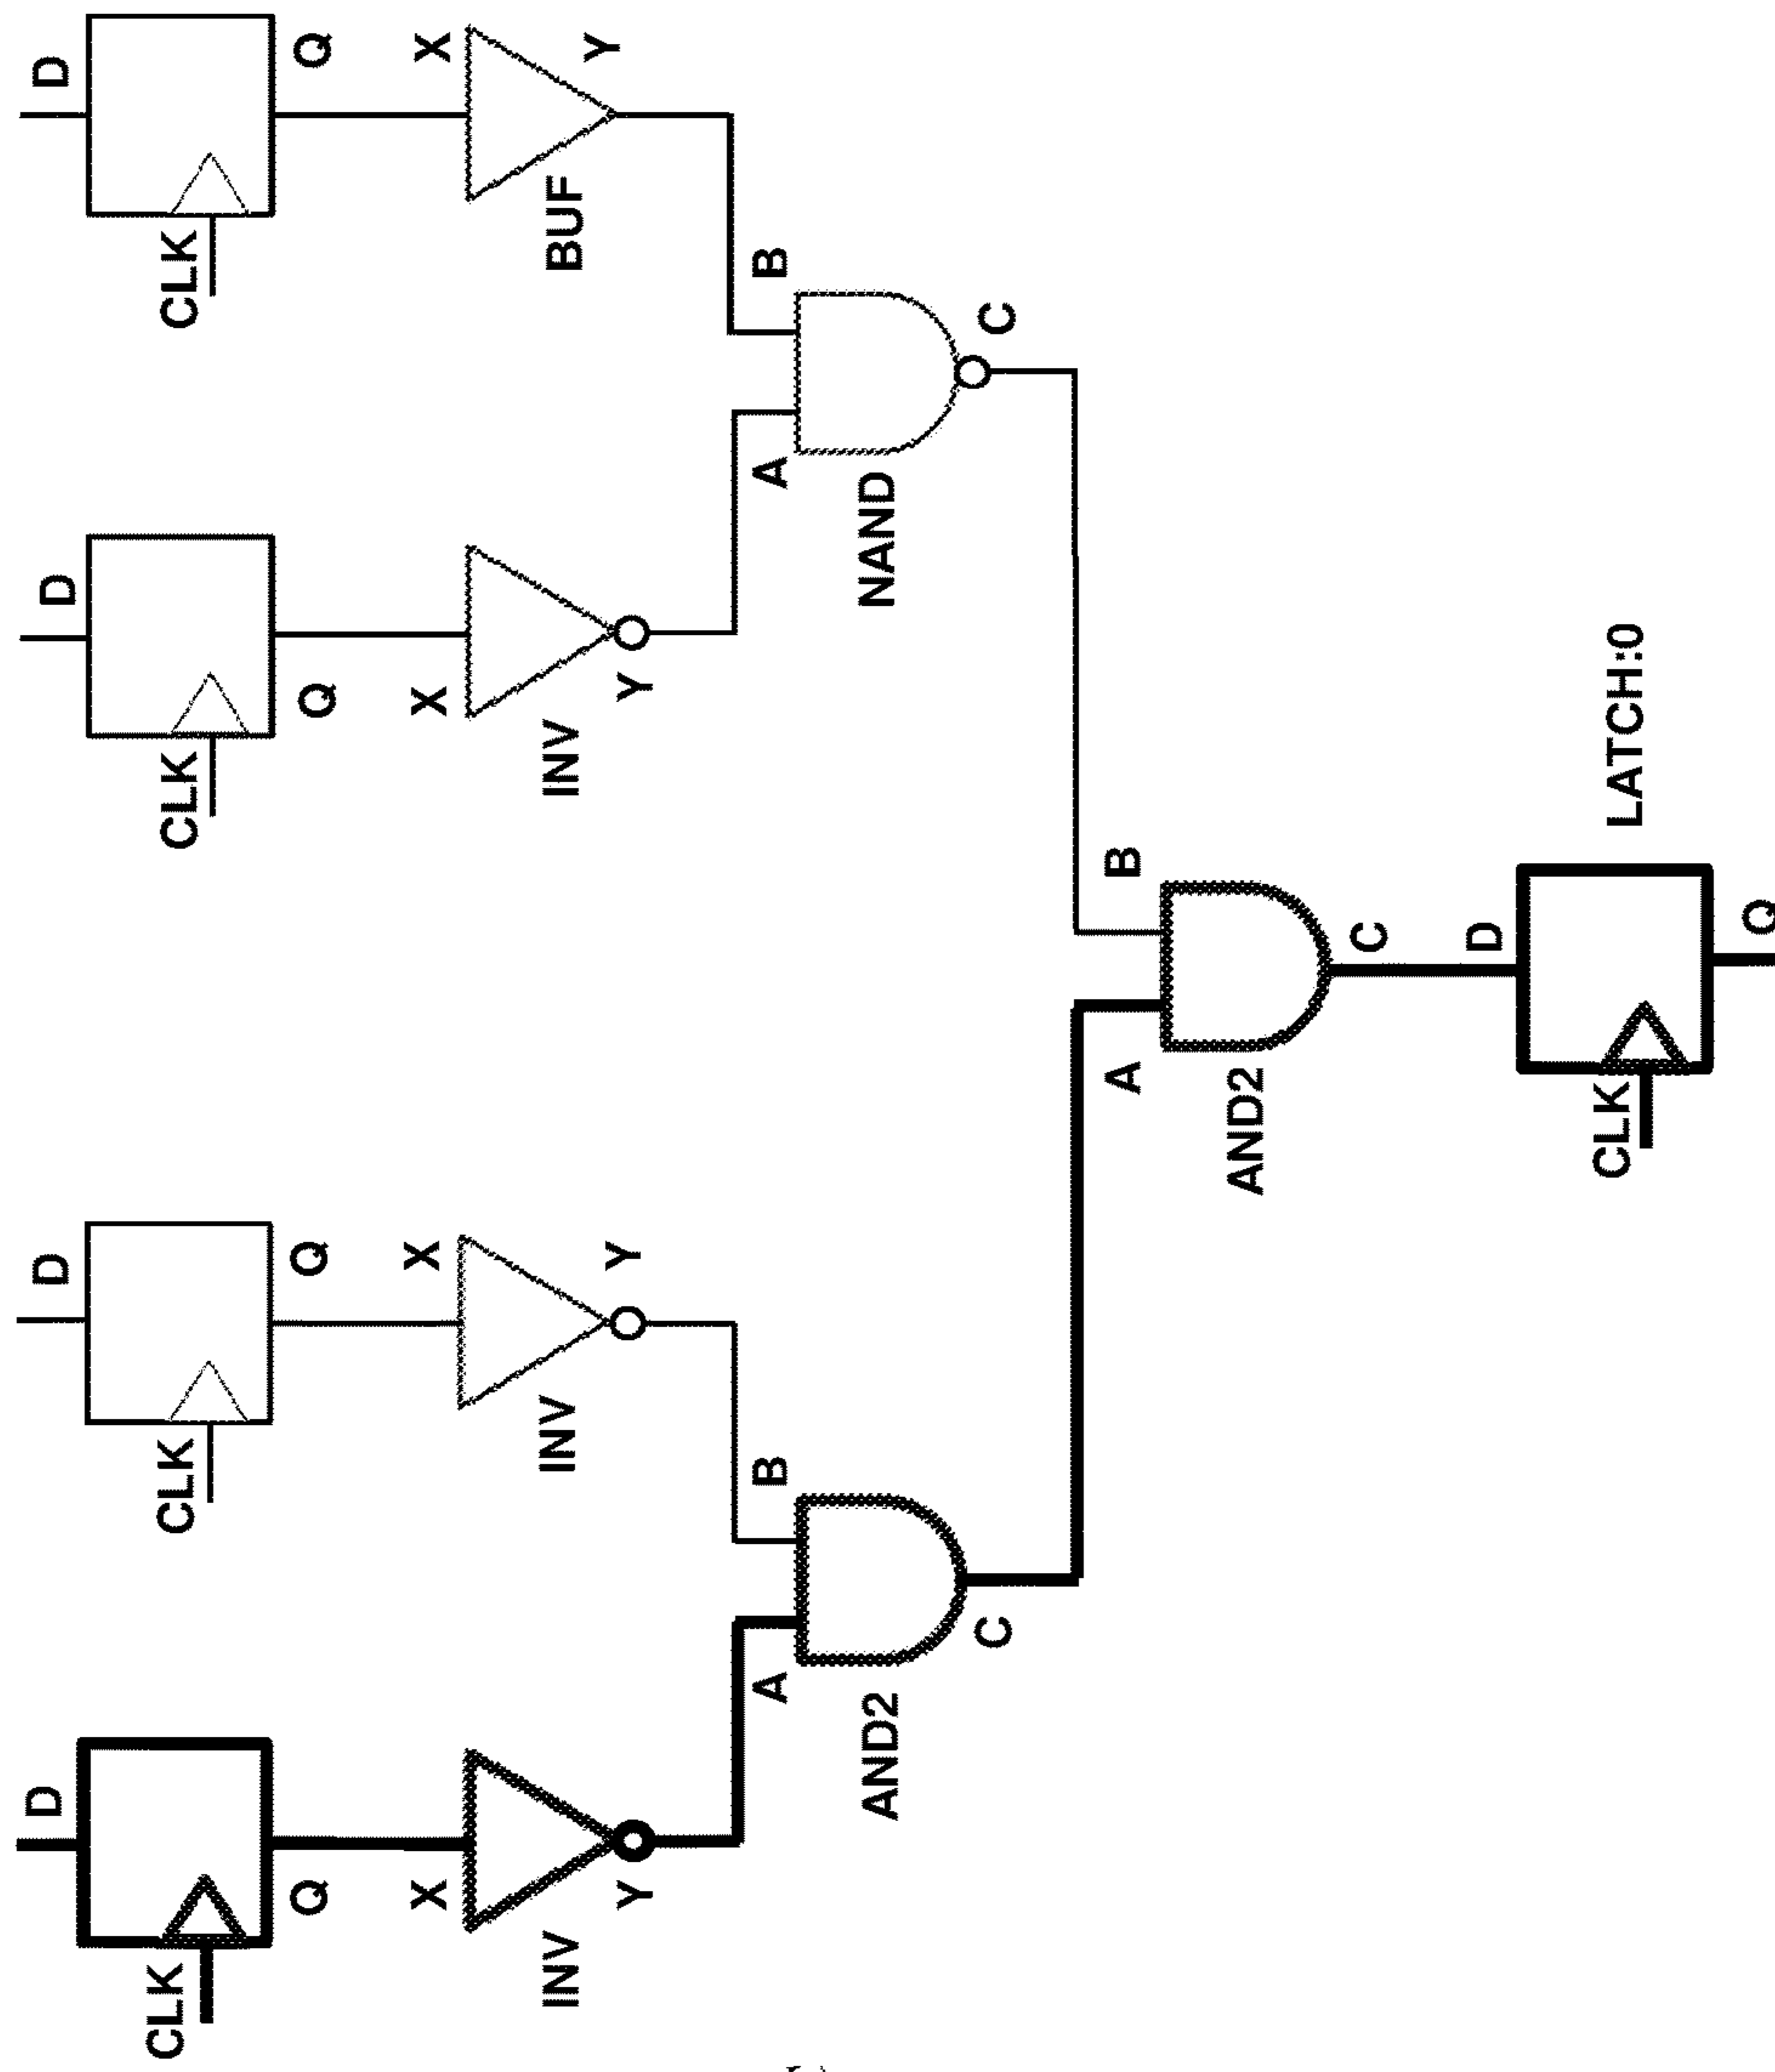 D D D D
CLK CLK CLK CLK
Q Q Q Q
X X X X
INV INV INV BUF
Y Y Y Y
A B A B
AND2 NAND
C C
A B
AND2
C
D
CLK LATCH:0
Q